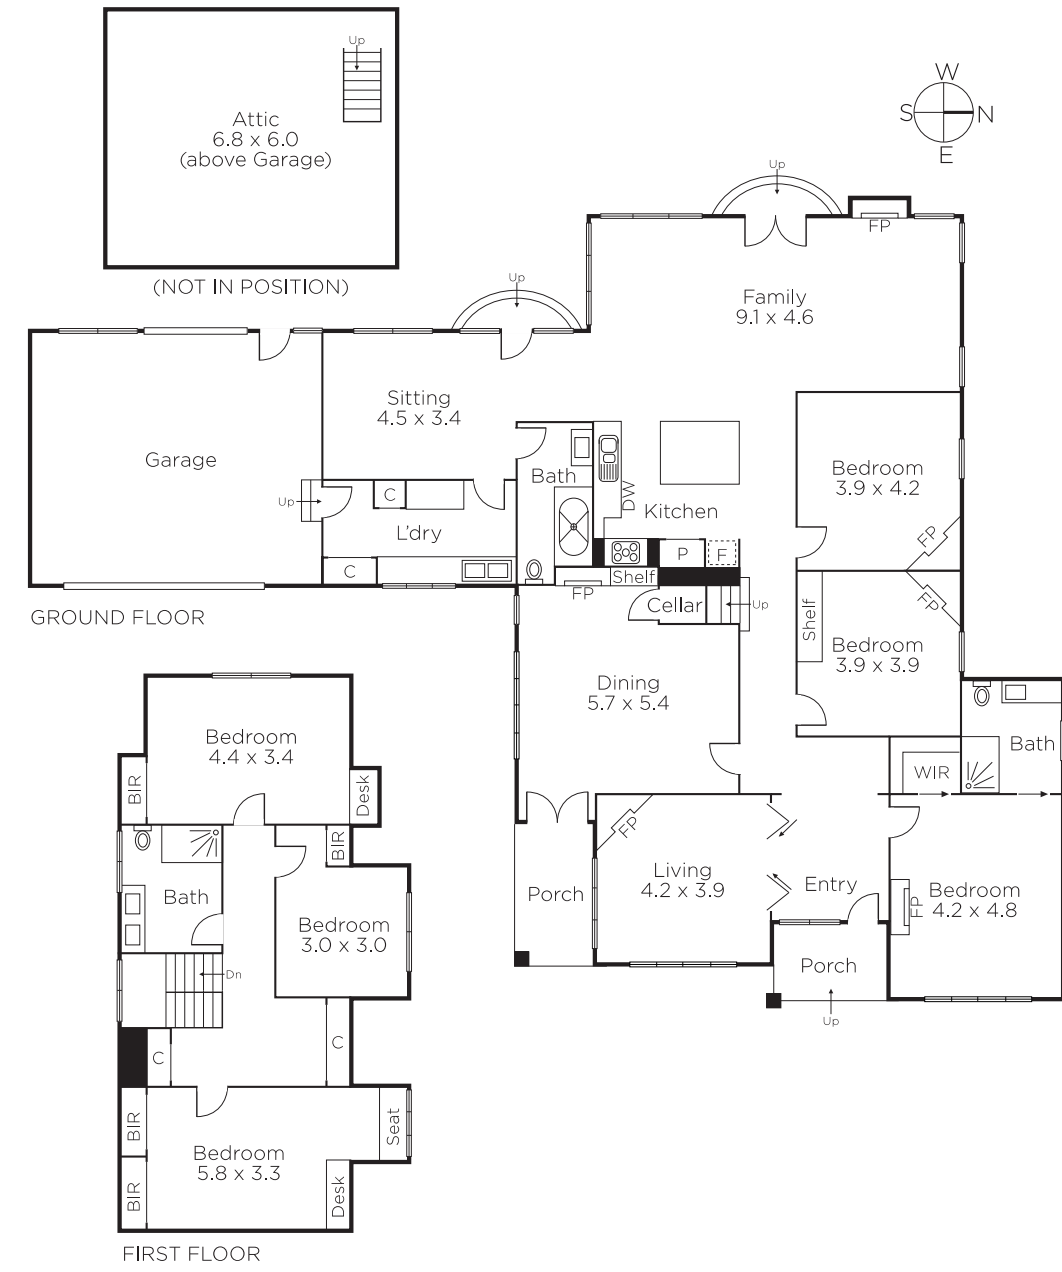 Up
Attic
6.8 x 6.0
(above Garage)
(NOT IN POSITION)
W
S
N
E
Up
FP
Family
9.1 x 4.6
Up
Sitting
4.5 x 3.4
Garage
Up
C
L'dry
C
Bath
DW
Kitchen
P
F
Shelf
FP
Cellar
Up
Bedroom
3.9 x 4.2
FP
FP
Shelf
Bedroom
3.9 x 3.9
GROUND FLOOR
Dining
5.7 x 5.4
Bath
WIR
FP
Living
4.2 x 3.9
Porch
Entry
FP
Bedroom
4.2 x 4.8
Porch
Up
Bedroom
4.4 x 3.4
BIR
Desk
BIR
Bath
Bedroom
3.0 x 3.0
Dn
C
C
BIR
Seat
Bedroom
5.8 x 3.3
BIR
Desk
FIRST FLOOR